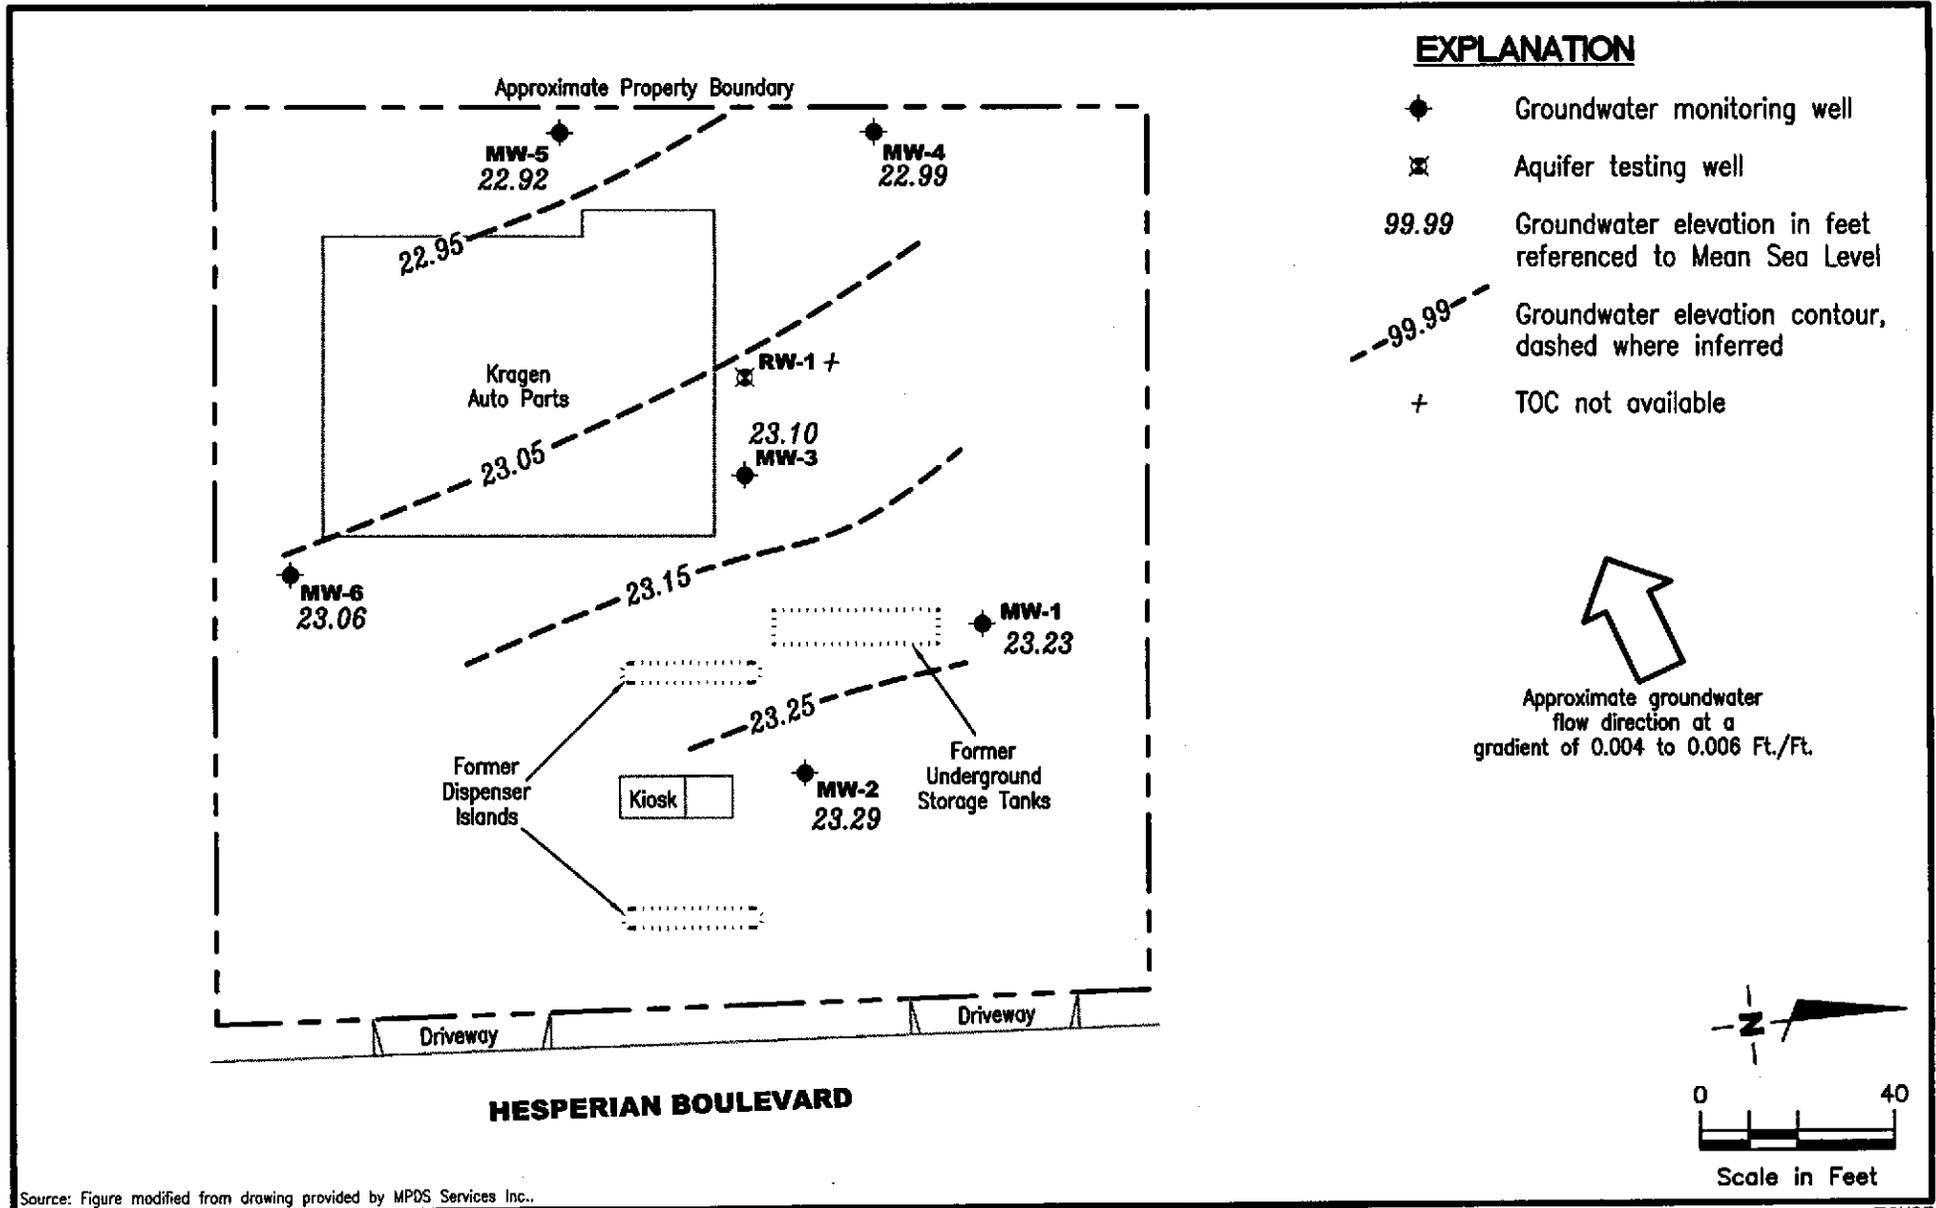 EXPLANATION
Groundwater monitoring well
Aquifer testing well
99.99 Groundwater elevation in feet
referenced to Mean Sea Level
99.99 Groundwater elevation contour,
dashed where inferred
+ TOC not available
Approximate Property Boundary
MW-5
22.92
MW-4
22.99
22.95
Kragen
Auto Parts
RW-1 +
23.10
MW-3
23.05
MW-6
23.06
23.15
MW-1
23.23
23.25
Former
Dispenser
Islands
Kiosk
MW-2
23.29
Former
Underground
Storage Tanks
Approximate groundwater
flow direction at a
gradient of 0.004 to 0.006 Ft./Ft.
Driveway
Driveway
HESPERIAN BOULEVARD
N
0 40
Scale in Feet
Source: Figure modified from drawing provided by MPDS Services Inc..